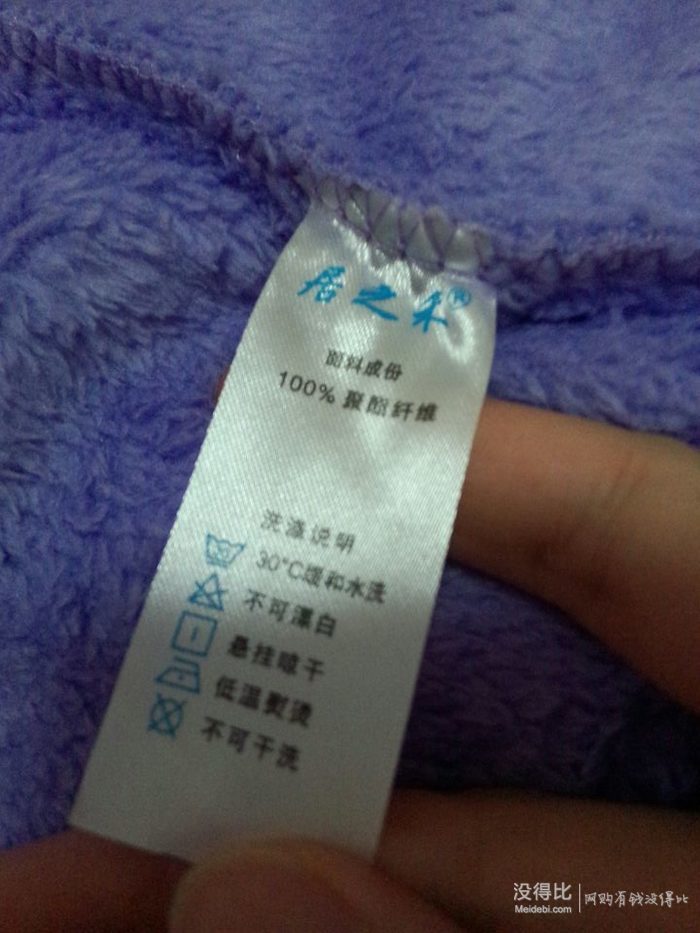 居之禾®
面料成份
100% 聚酯纤维
洗涤说明
30°C缓和水洗
不可漂白
悬挂晾干
低温熨烫
不可干洗
没得比
Meidebi.com
网购有钱没得比